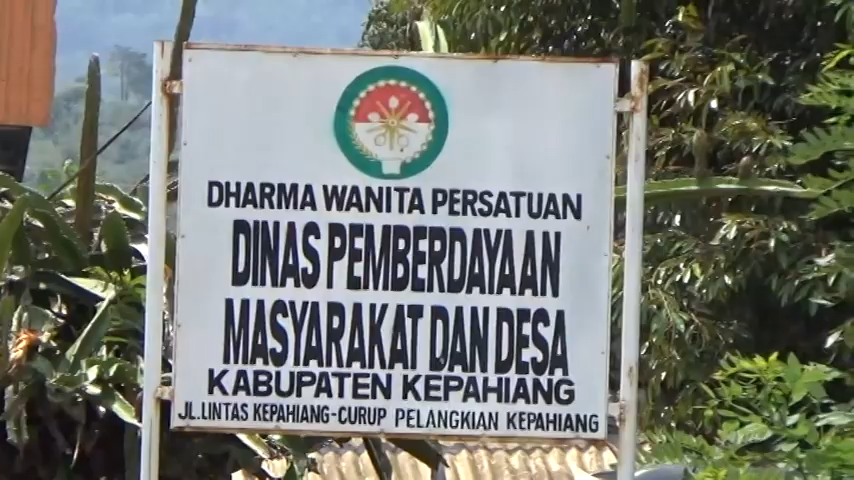 DHARMA WANITA PERSATUAN
DINAS PEMBERDAYAAN
MASYARAKAT DAN DESA
KABUPATEN KEPAHIANG
JL.LINTAS KEPAHIANG-CURUP PELANGKIAN KEPAHIANG